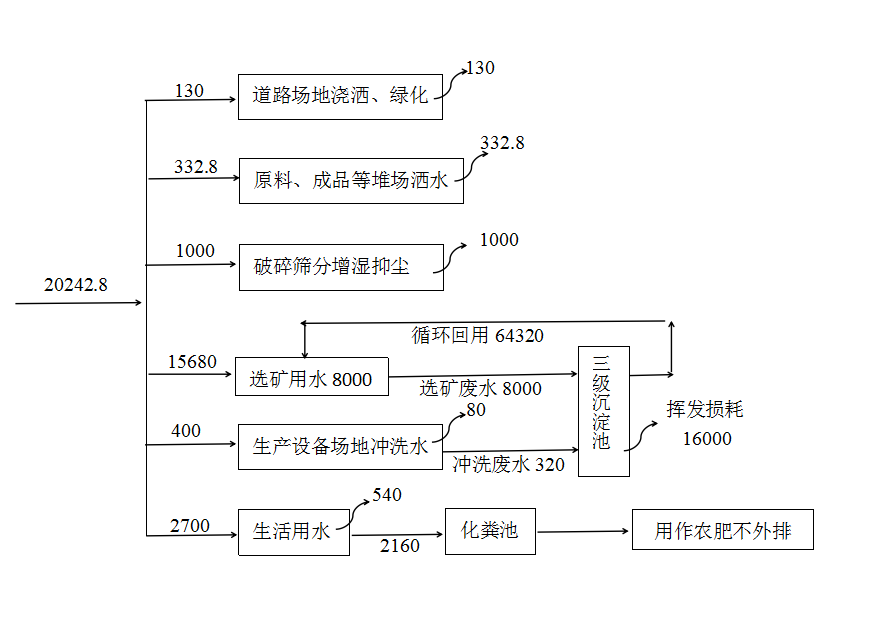 130
130
道路场地浇洒、绿化
332.8
332.8
原料、成品等堆场洒水
1000
1000
破碎筛分增湿抑尘
20242.8
循环回用 64320
15680
选矿用水 8000
选矿废水 8000
三级沉淀池
挥发损耗
16000
400
80
生产设备场地冲洗水
冲洗废水 320
2700
540
生活用水
2160
化粪池
用作农肥不外排